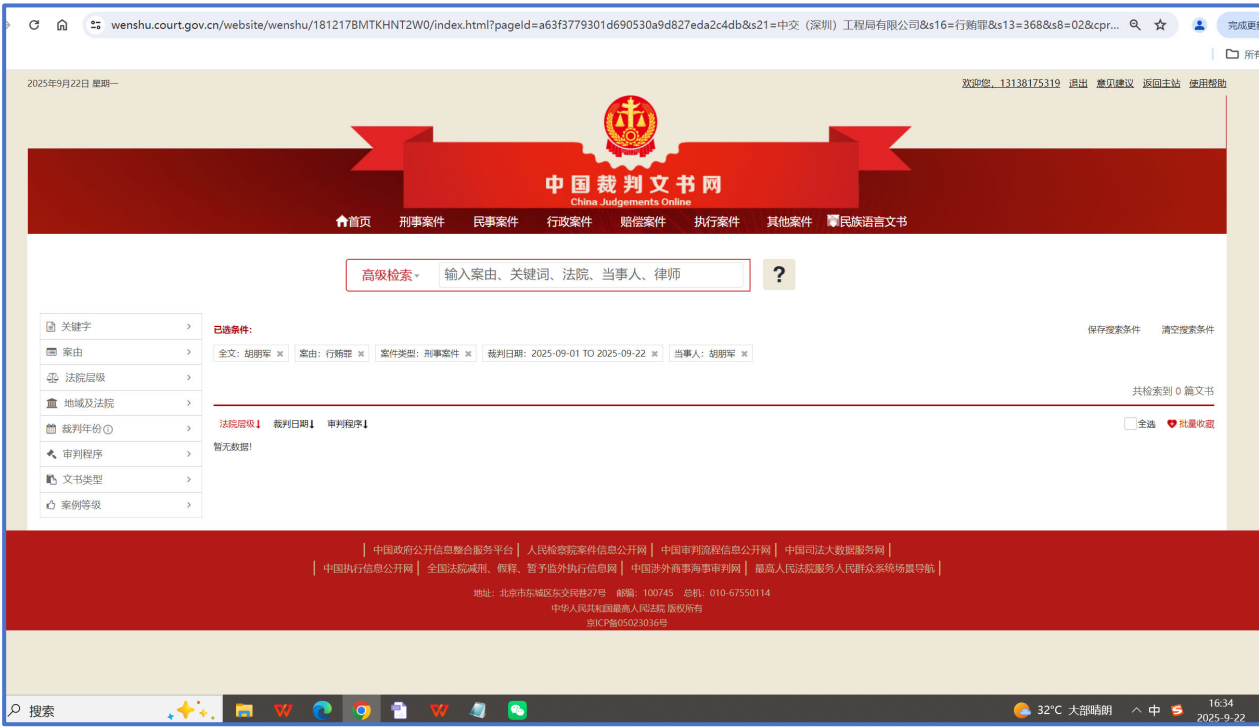 wenshu.court.gov.cn/website/wenshu/181217BMTKHNT2W0/index.html?pageId=a63f3779301d690530a9d827eda2c4db&s21=中交（深圳）工程局有限公司&s16=行贿罪&s13=368&s8=02&cpr...
完成更新
所有
2025年9月22日 星期一
欢迎您，13138175319 退出 意见建议 返回主站 使用帮助
中国裁判文书网
China Judgements Online
首页 刑事案件 民事案件 行政案件 赔偿案件 执行案件 其他案件 民族语言文书
高级检索 输入案由、关键词、法院、当事人、律师 ?
关键字
案由
法院层级
地域及法院
裁判年份
审判程序
文书类型
案例等级
已选条件:
保存搜索条件 清空搜索条件
全文：胡朋军 案由：行贿罪 案件类型：刑事案件 裁判日期：2025-09-01 TO 2025-09-22 当事人：胡朋军
共检索到 0 篇文书
法院层级 裁判日期 审判程序
全选 批量收藏
暂无数据!
中国政府公开信息整合服务平台 | 人民检察院案件信息公开网 | 中国审判流程信息公开网 | 中国司法大数据服务网 |
中国执行信息公开网 | 全国法院减刑、假释、暂予监外执行信息网 | 中国涉外商事海事审判网 | 最高人民法院服务人民群众系统场景导航 |
地址：北京市东城区东交民巷27号 邮编：100745 总机：010-67550114
中华人民共和国最高人民法院 版权所有
京ICP备05023036号
搜索
32°C 大部晴朗
中
16:34
2025-9-22